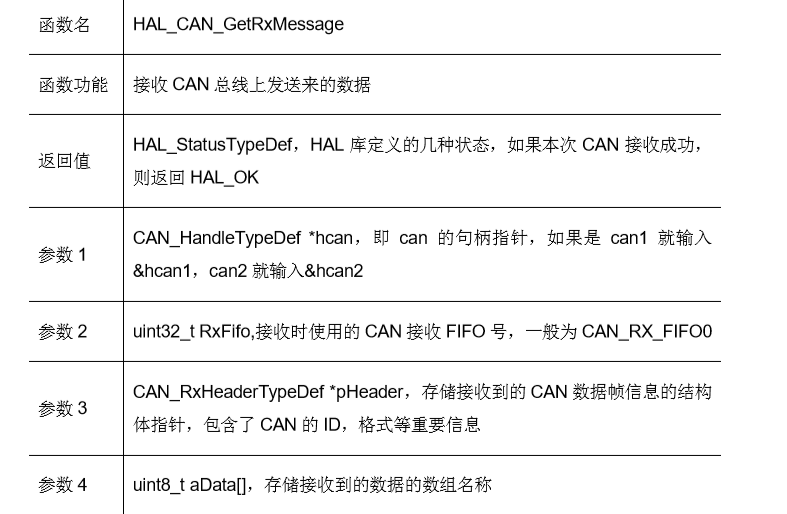 函数名 HAL_CAN_GetRxMessage
函数功能 接收 CAN 总线上发送来的数据
返回值 HAL_StatusTypeDef，HAL 库定义的几种状态，如果本次 CAN 接收成功，
则返回 HAL_OK
参数 1 CAN_HandleTypeDef *hcan，即 can 的句柄指针，如果是 can1 就输入
&hcan1，can2 就输入&hcan2
参数 2 uint32_t RxFifo,接收时使用的 CAN 接收 FIFO 号，一般为 CAN_RX_FIFO0
参数 3 CAN_RxHeaderTypeDef *pHeader，存储接收到的 CAN 数据帧信息的结构
体指针，包含了 CAN 的 ID，格式等重要信息
参数 4 uint8_t aData[]，存储接收到的数据的数组名称